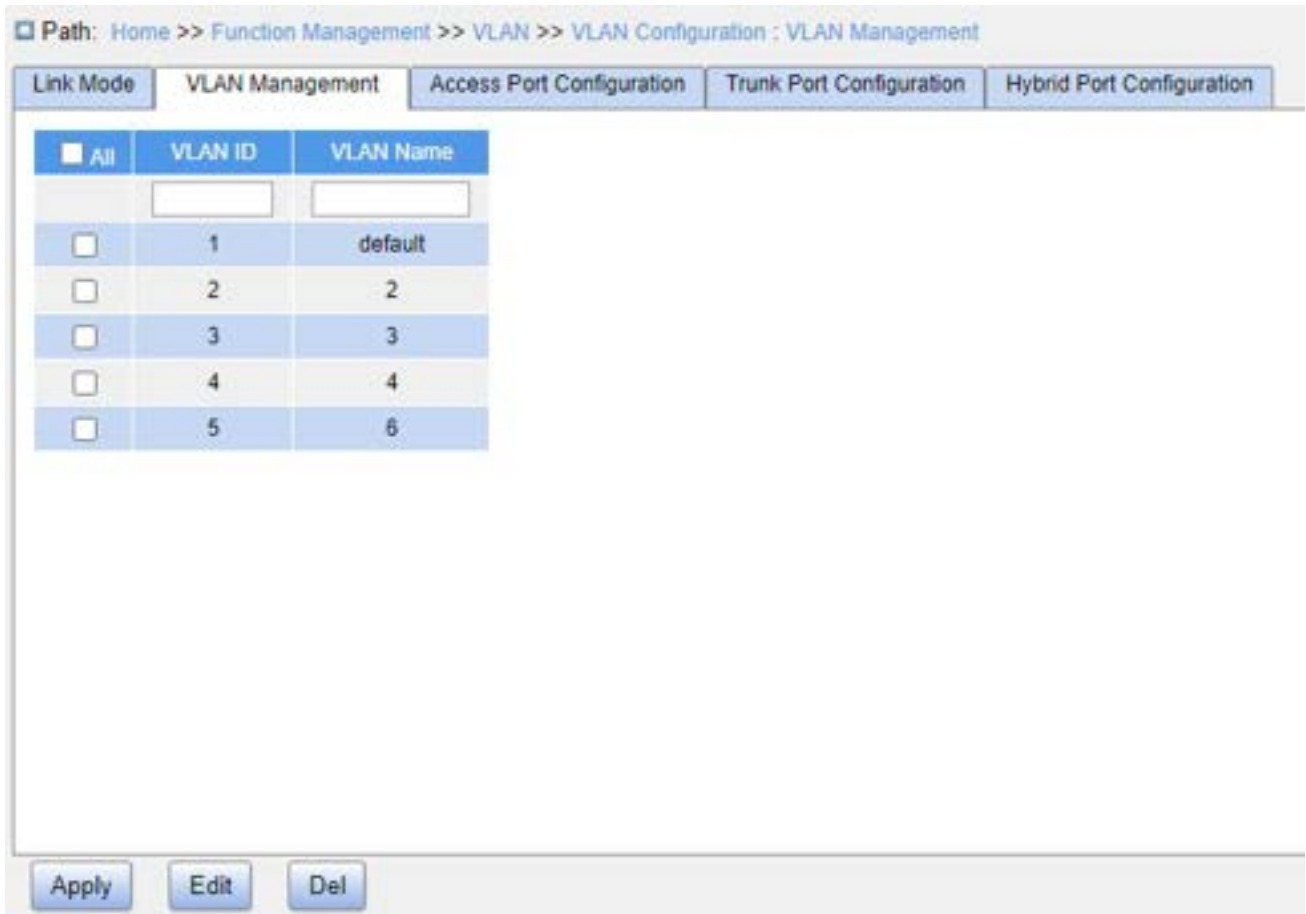 Path: Home >> Function Management >> VLAN >> VLAN Configuration : VLAN Management
Link Mode VLAN Management Access Port Configuration Trunk Port Configuration Hybrid Port Configuration
All VLAN ID VLAN Name
1 default
2 2
3 3
4 4
5 6
Apply Edit Del